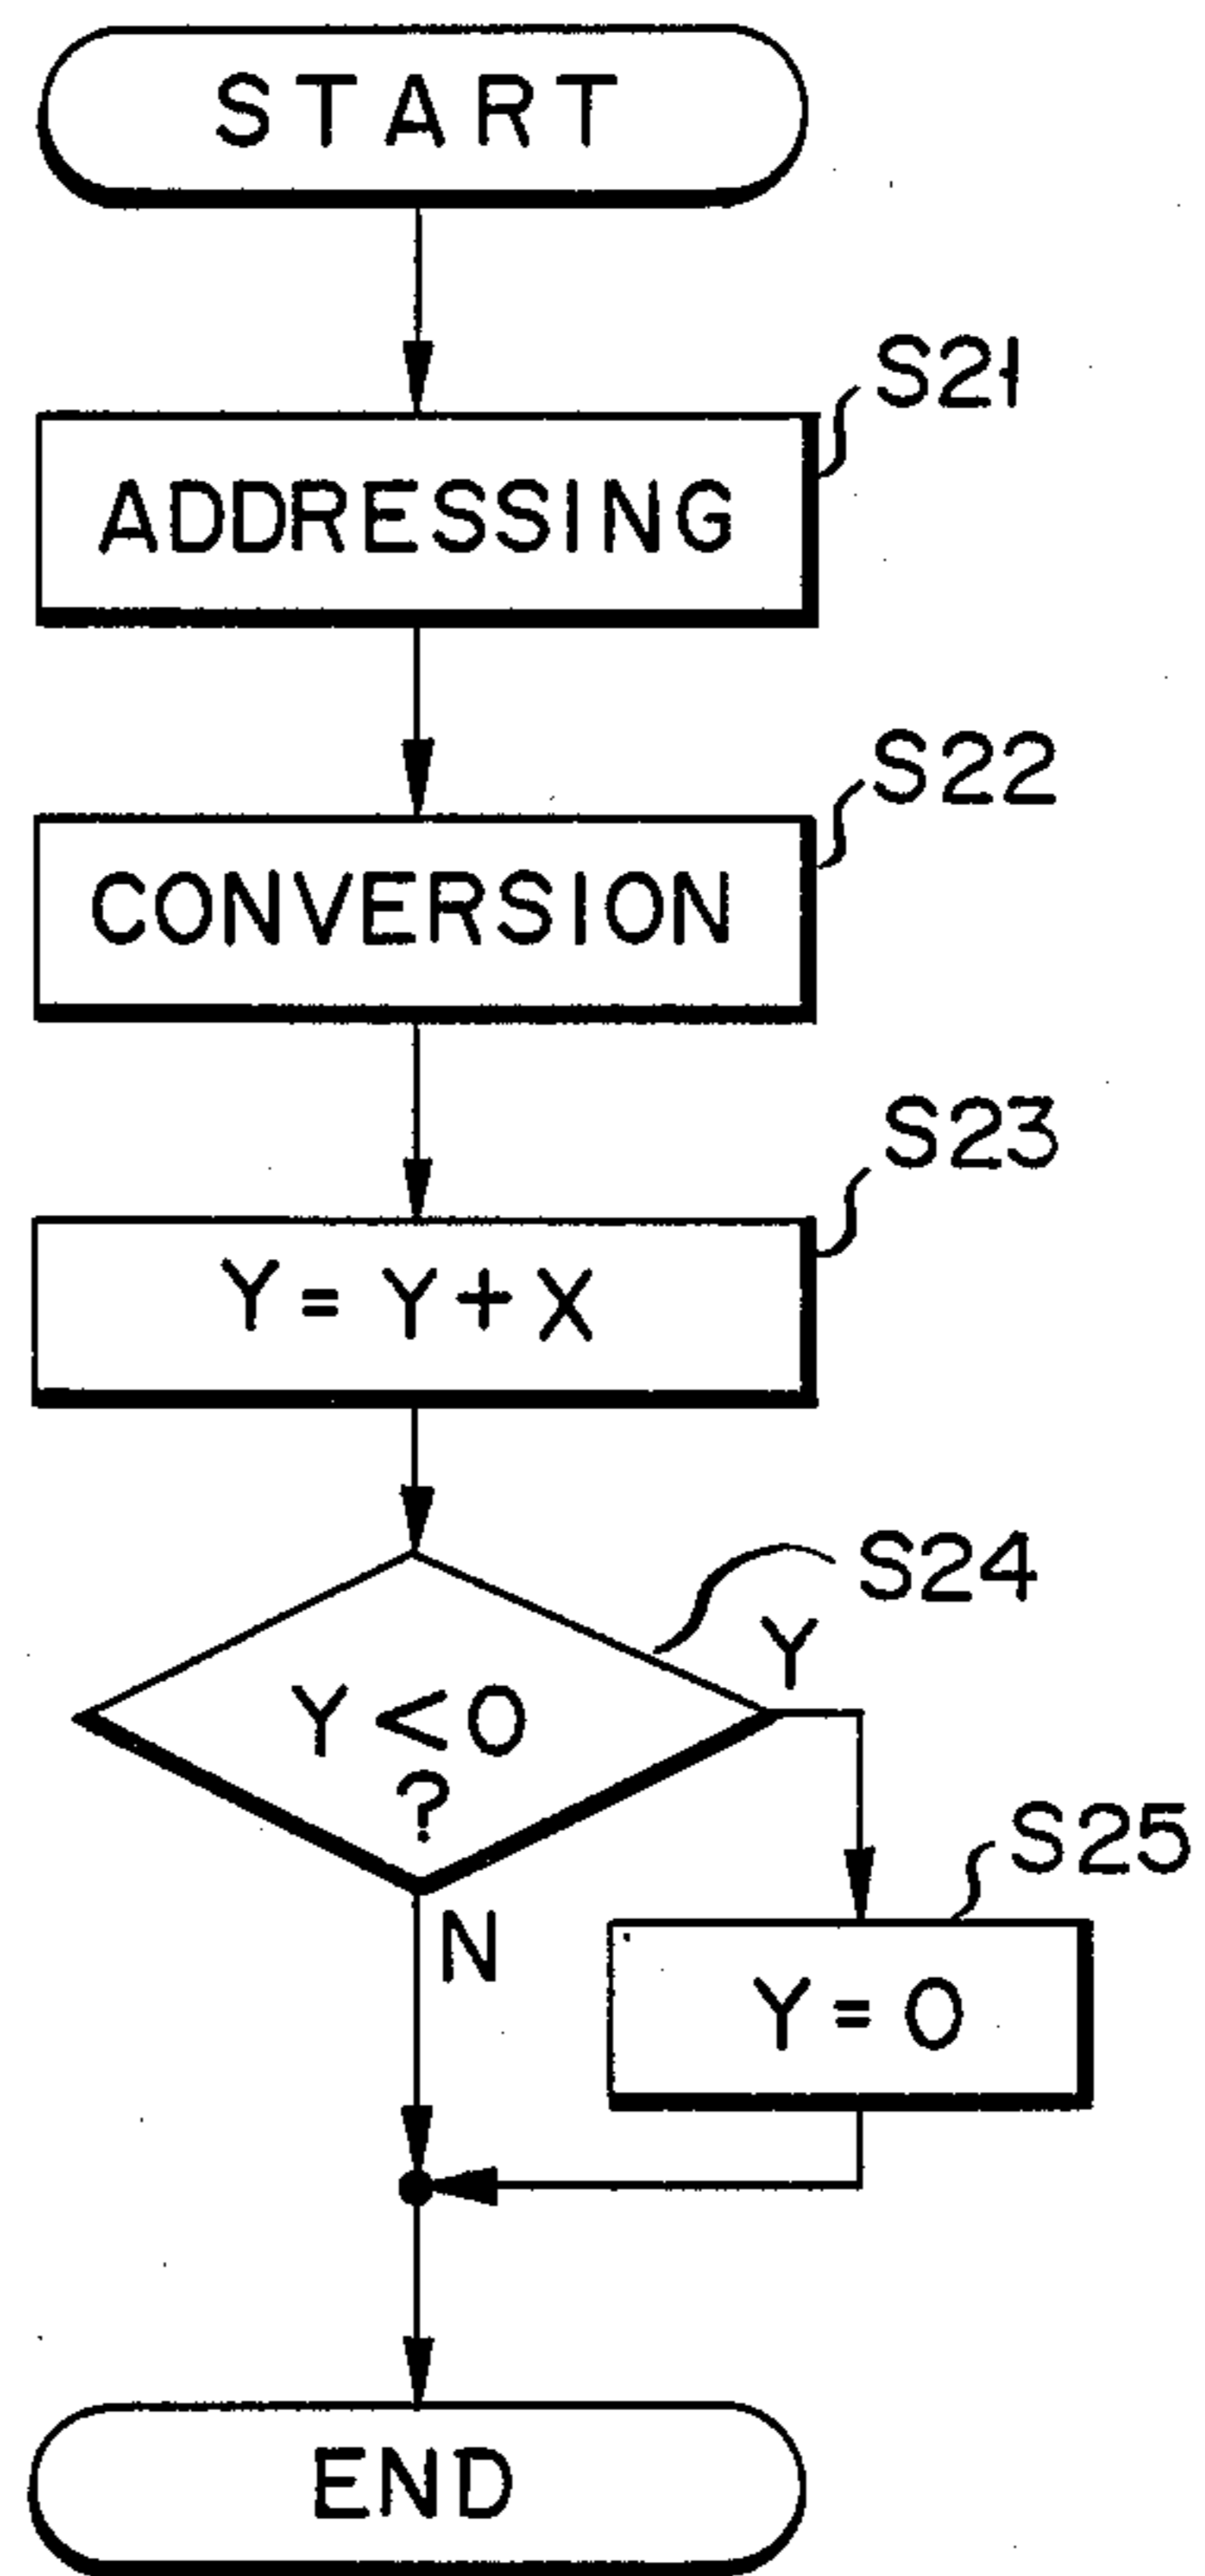 START
S21
ADDRESSING
S22
CONVERSION
S23
Y = Y + X
S24
Y
Y < 0
?
S25
N
Y = 0
END